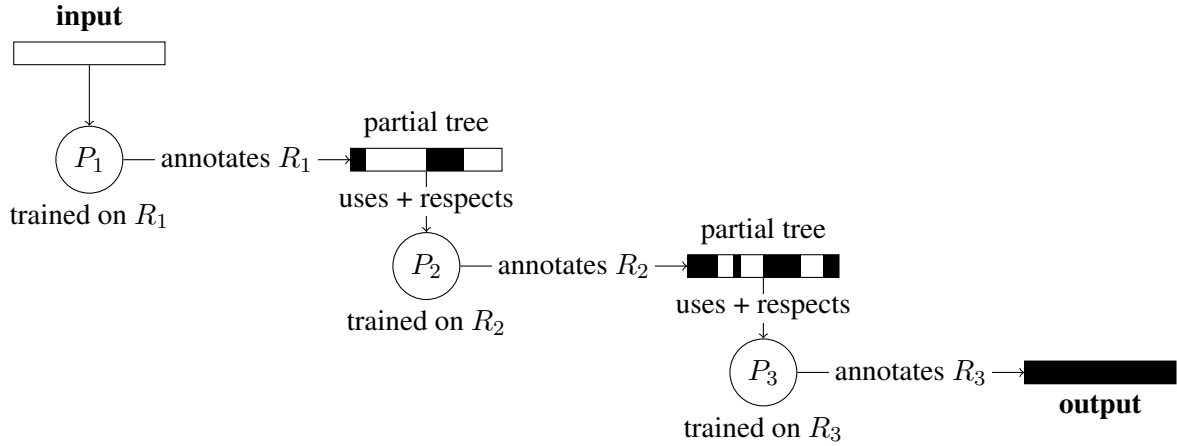 input
partial tree
P₁
annotates R₁
trained on R₁
uses + respects
partial tree
P₂
annotates R₂
trained on R₂
uses + respects
P₃
annotates R₃
trained on R₃
output